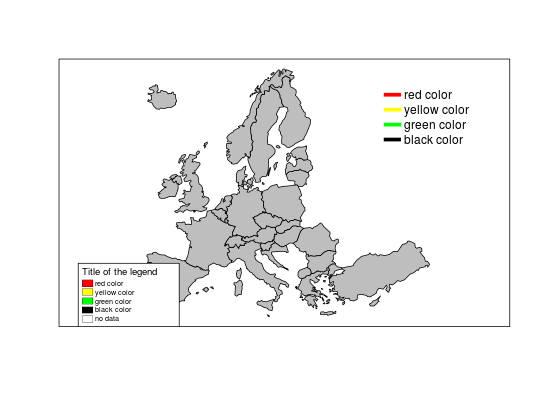 red color
yellow color
green color
black color
Title of the legend
red color
yellow color
green color
black color
no data